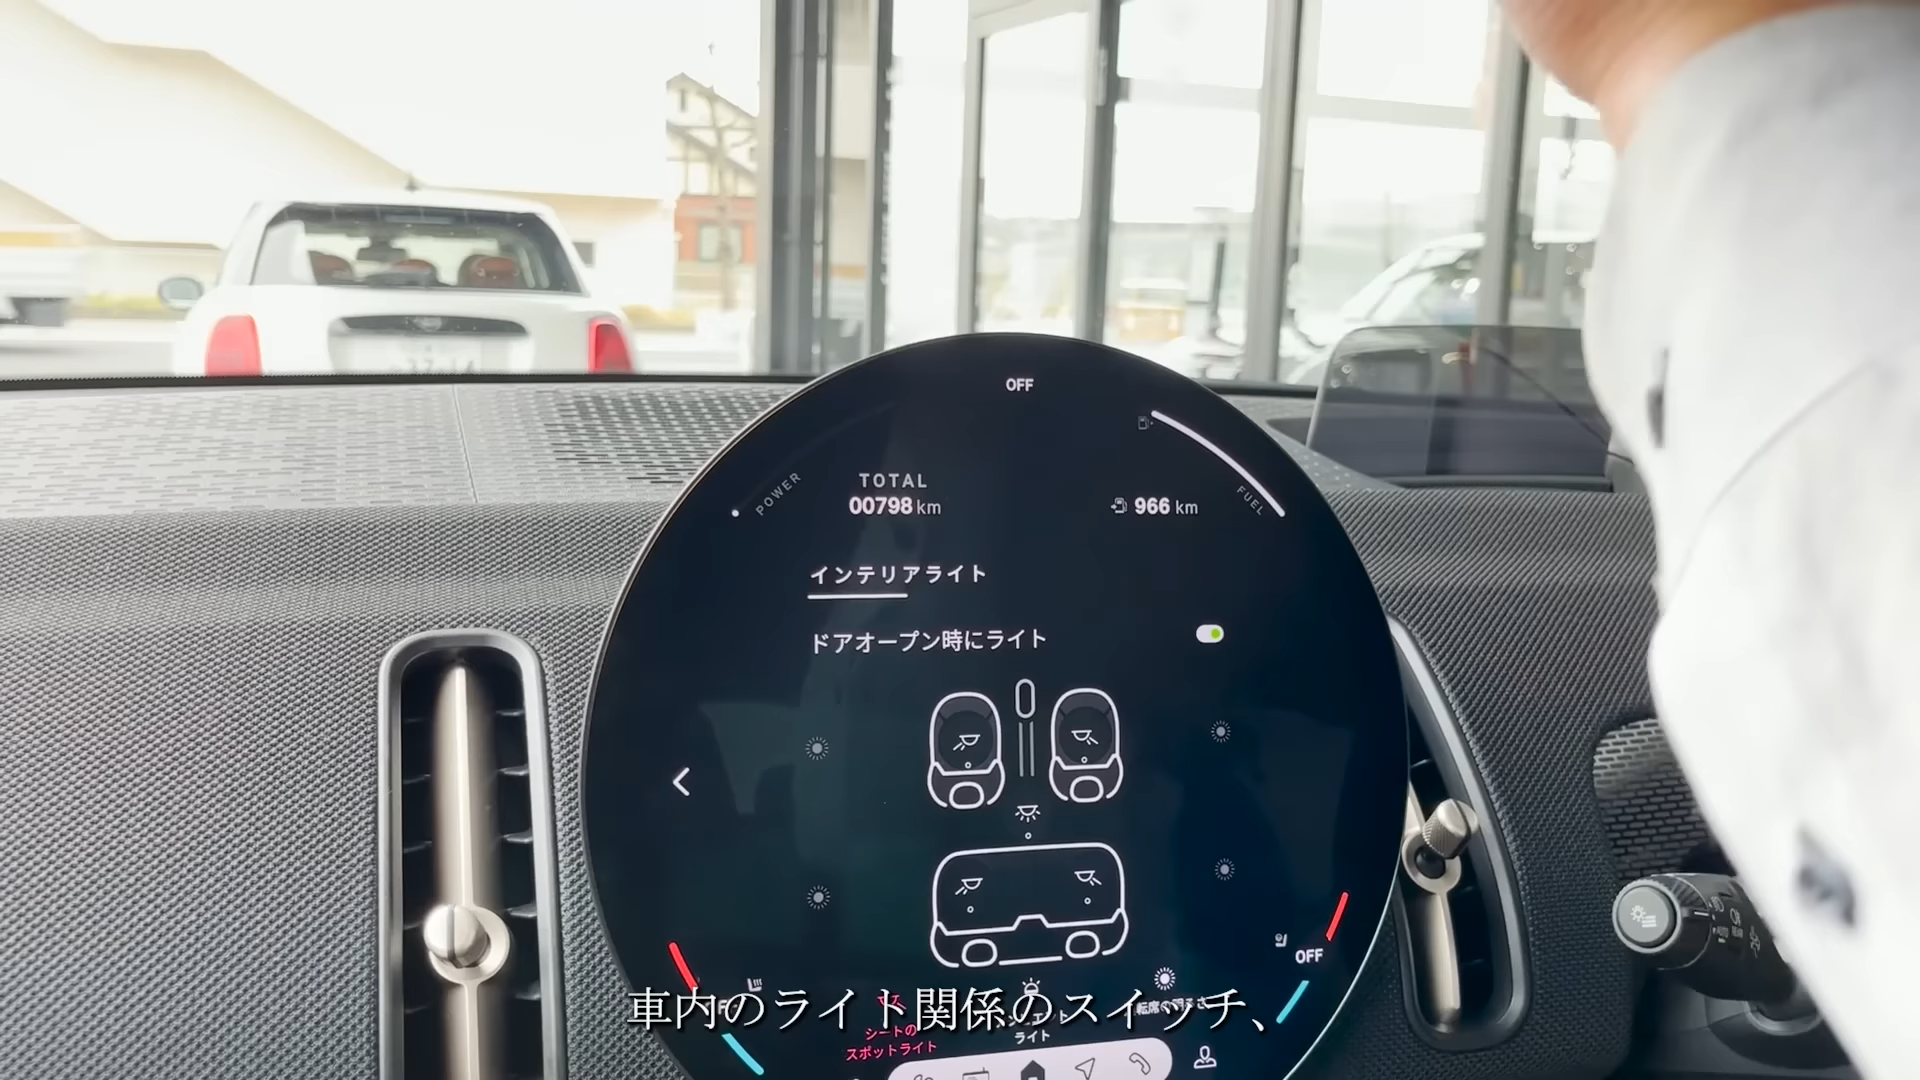 OFF
POWER
TOTAL
00798 km
966 km
FUEL
インテリアライト
ドアオープン時にライト
OFF
車内のライト関係のスイッチ、
シートの
スポットライト
ライト